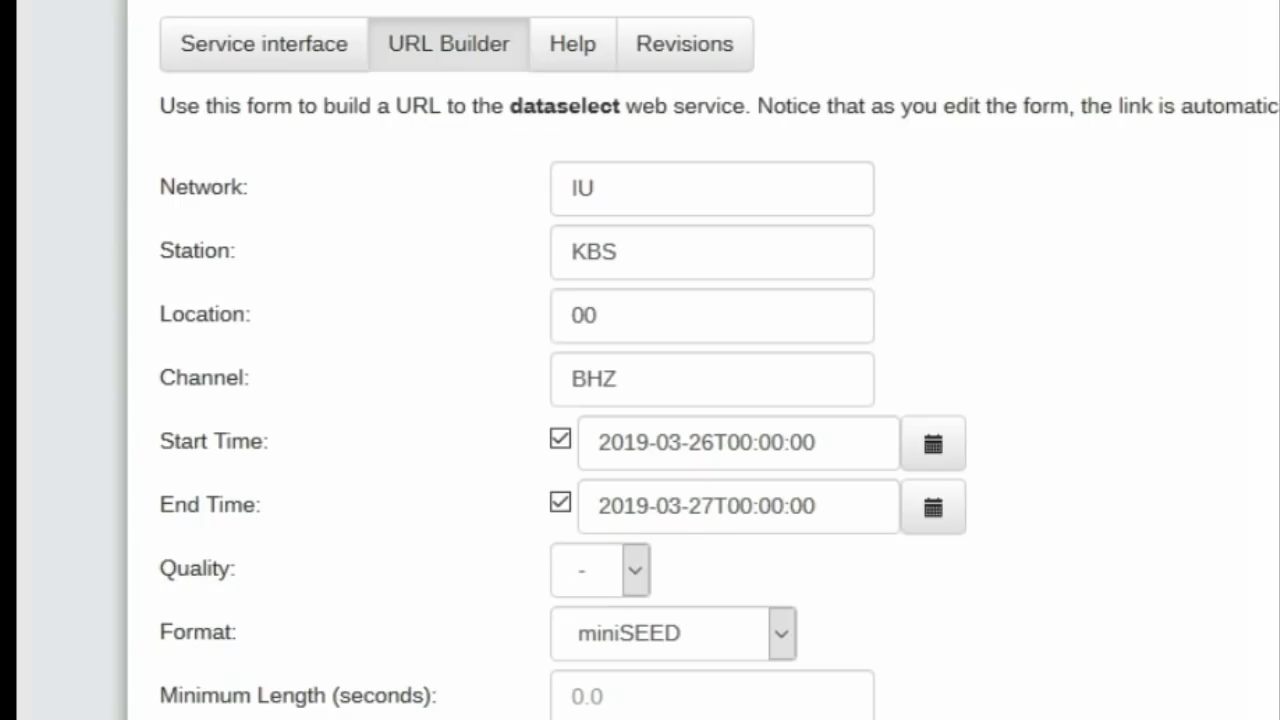 Service interface URL Builder Help Revisions
Use this form to build a URL to the dataselect web service. Notice that as you edit the form, the link is automatic
Network: IU
Station: KBS
Location: 00
Channel: BHZ
Start Time: 2019-03-26T00:00:00
End Time: 2019-03-27T00:00:00
Quality: -
Format: miniSEED
Minimum Length (seconds): 0.0